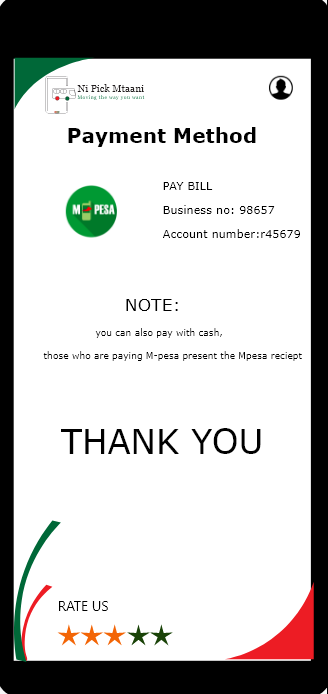 Ni Pick Mtaani
Moving the way you want
Payment Method
M PESA
PAY BILL
Business no: 98657
Account number:r45679
NOTE:
you can also pay with cash,
those who are paying M-pesa present the Mpesa reciept
THANK YOU
RATE US